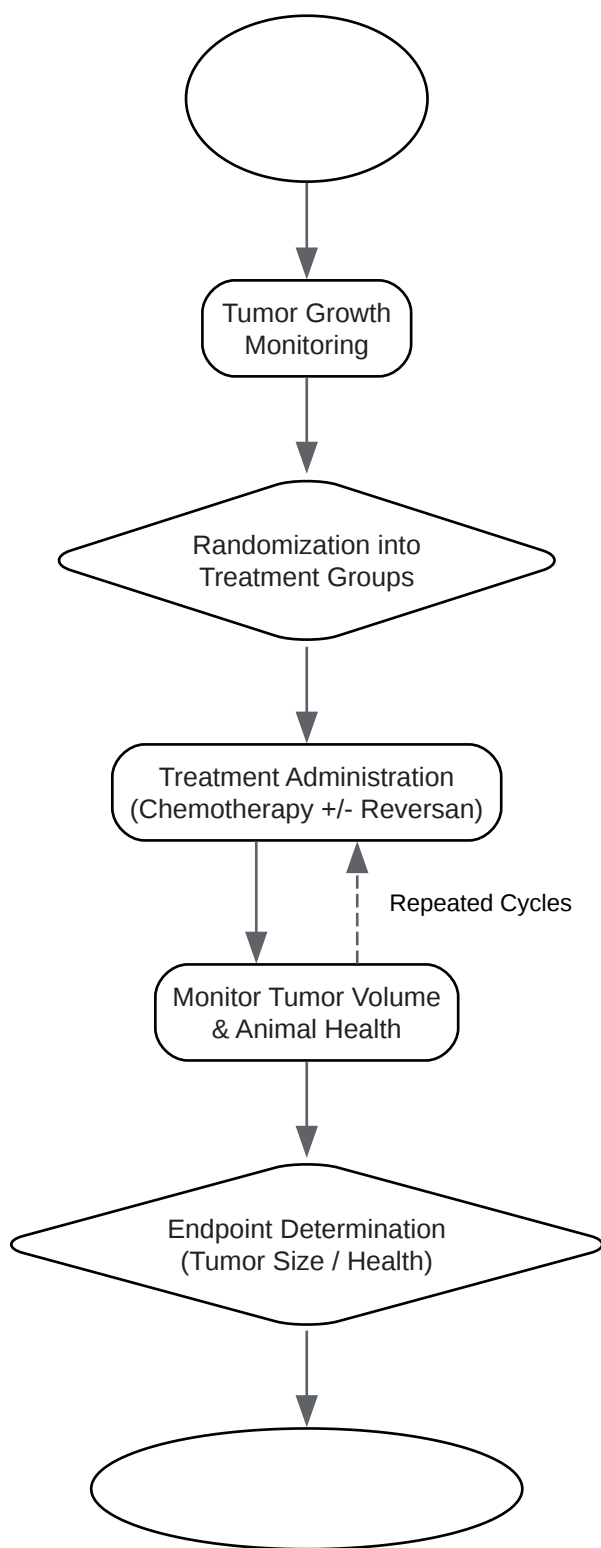 Tumor Growth
Monitoring
Randomization into
Treatment Groups
Treatment Administration
(Chemotherapy +/- Reversan)
Repeated Cycles
Monitor Tumor Volume
& Animal Health
Endpoint Determination
(Tumor Size / Health)